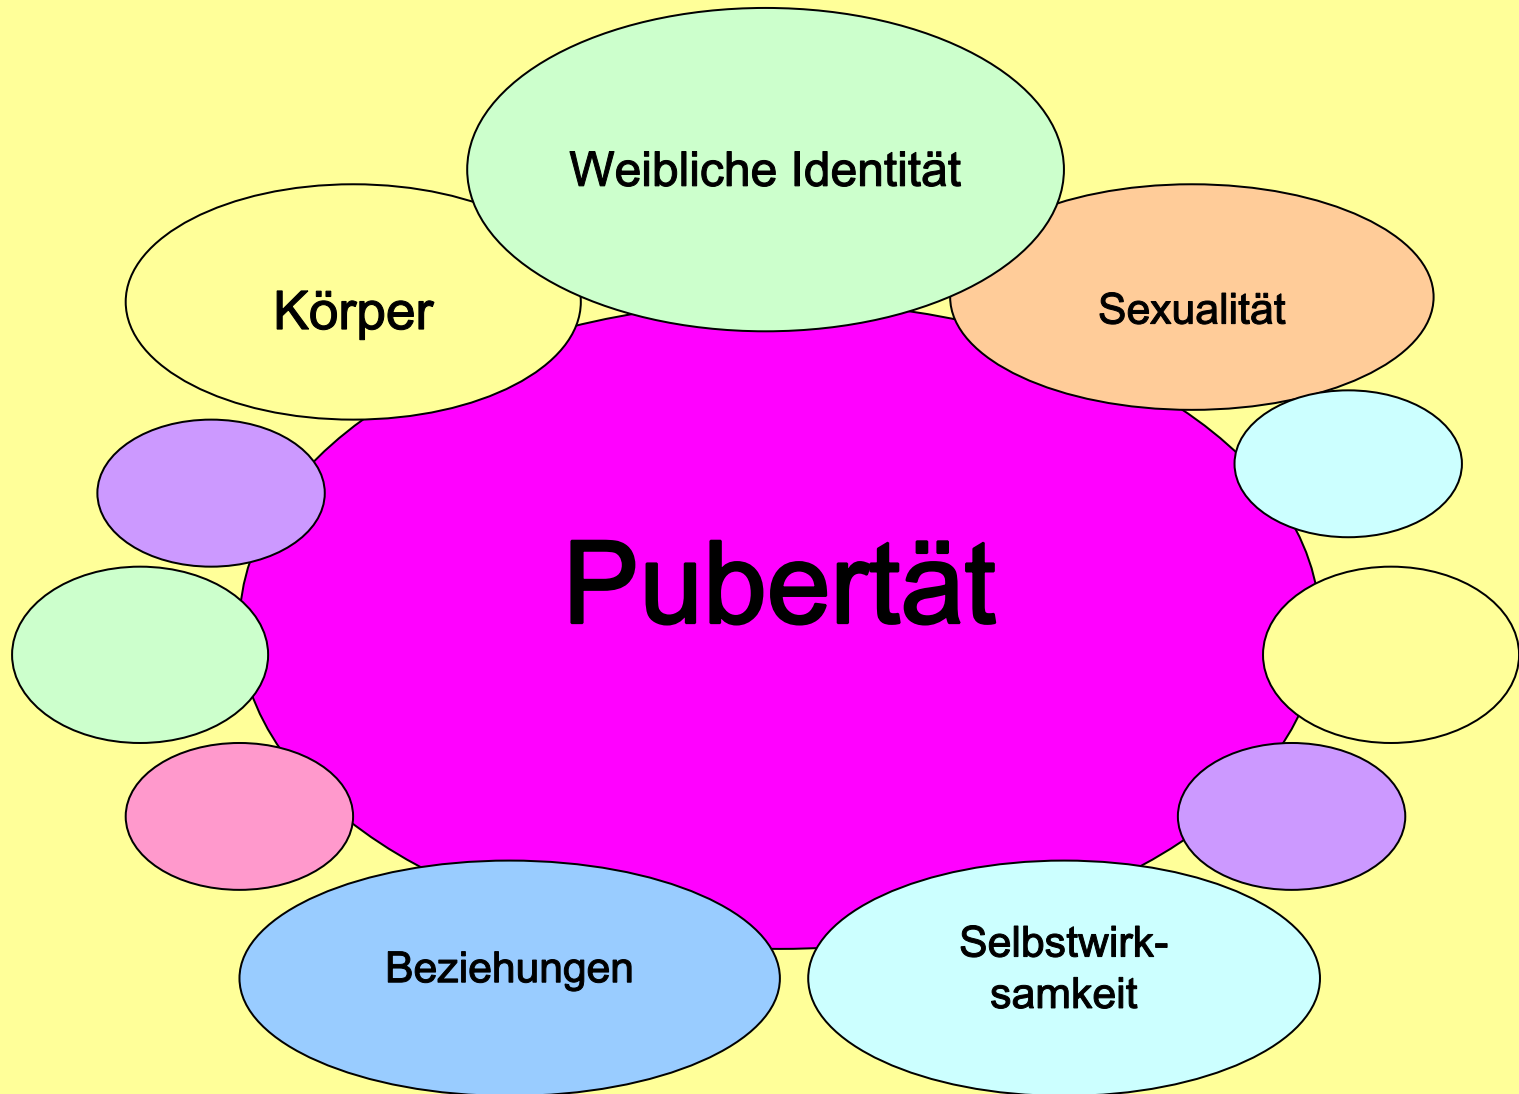 Weibliche Identität
Körper
Sexualität
Pubertät
Beziehungen
Selbstwirk-
samkeit